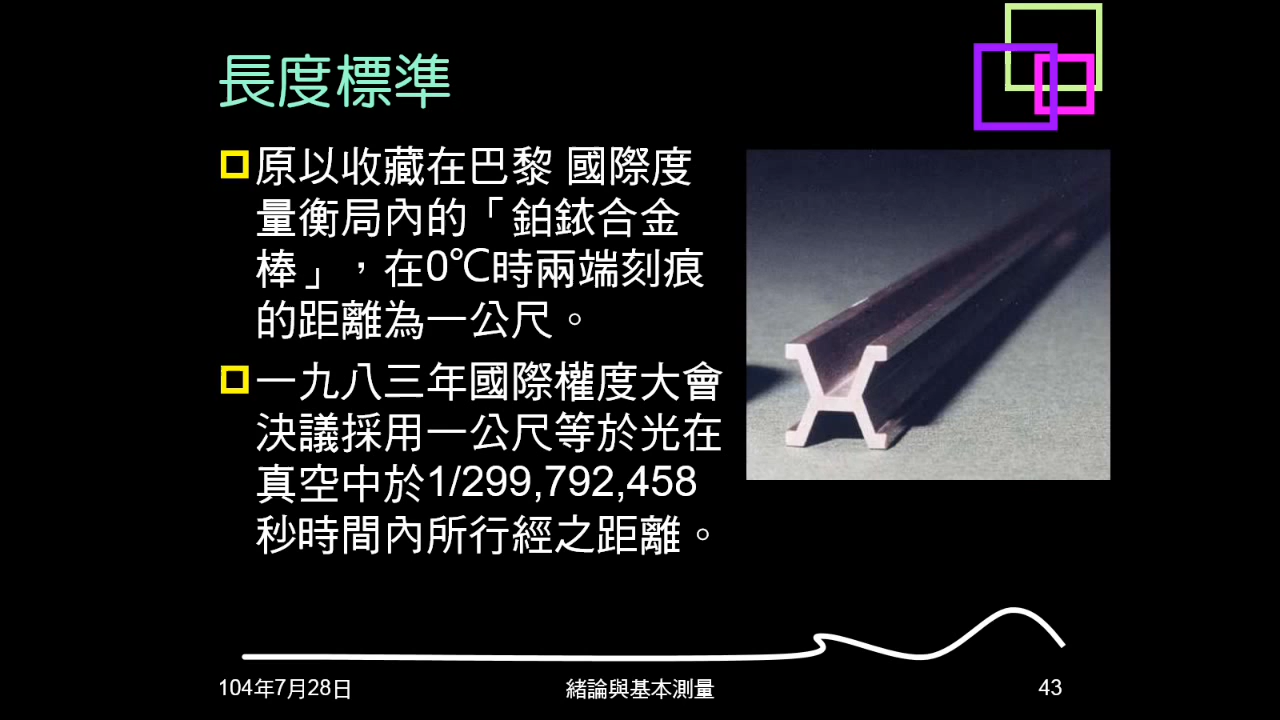 長度標準
原以收藏在巴黎 國際度
量衡局內的「鉑銥合金
棒」，在0℃時兩端刻痕
的距離為一公尺。
一九八三年國際權度大會
決議採用一公尺等於光在
真空中於1/299,792,458
秒時間內所行經之距離。
104年7月28日
緒論與基本測量
43